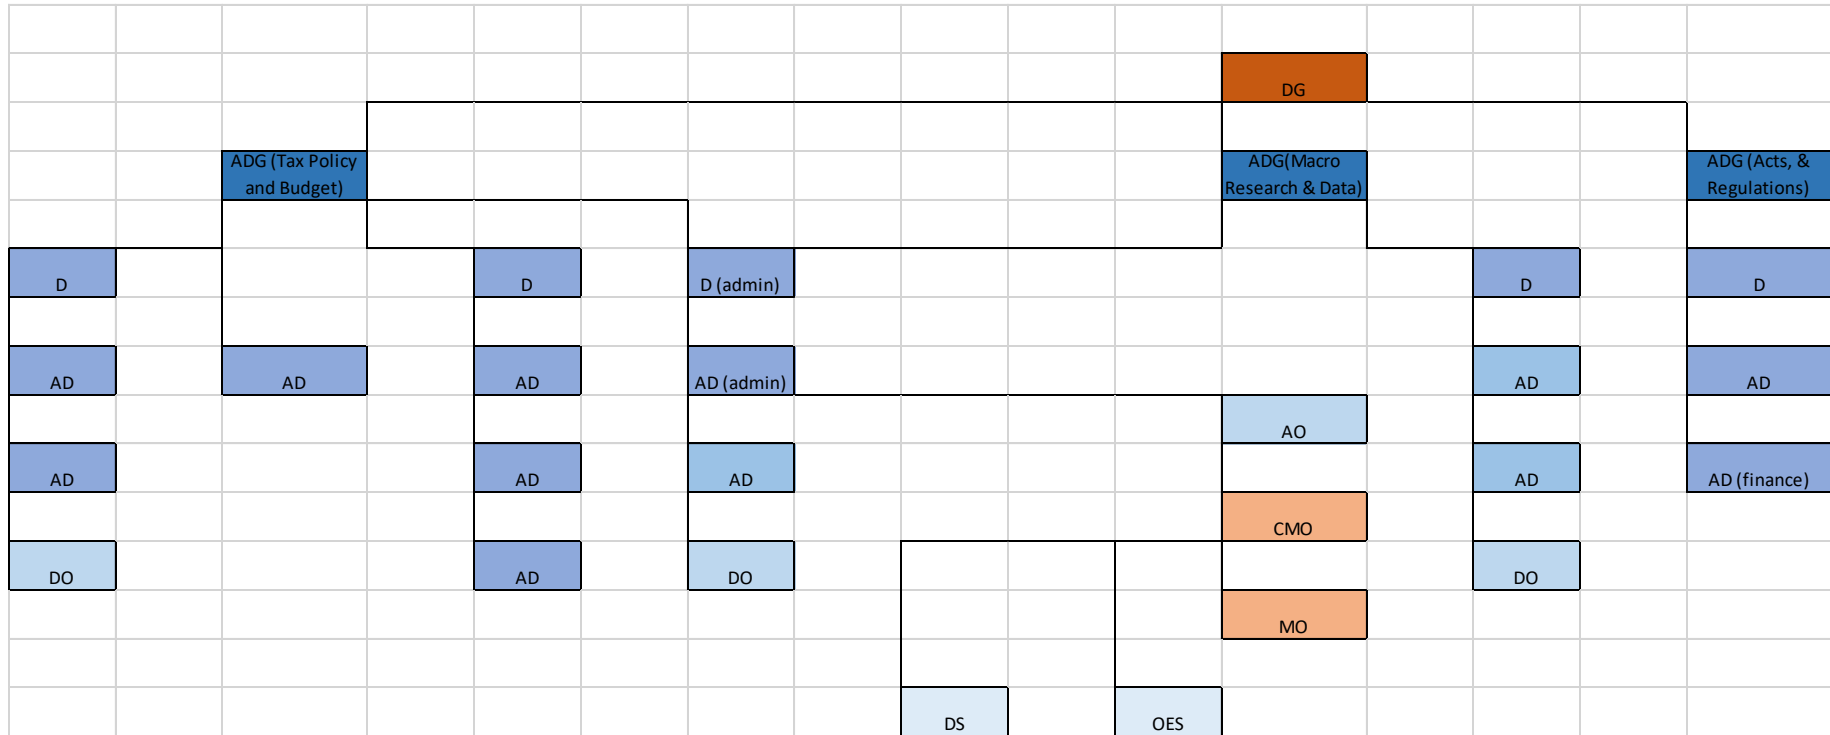 DG
ADG (Tax Policy
and Budget)
ADG(Macro
Research & Data)
ADG (Acts, &
Regulations)
D
D
D (admin)
D
D
AD
AD
AD
AD (admin)
AD
AD
AO
AD
AD
AD
AD
AD (finance)
CMO
DO
AD
DO
DO
MO
DS
OES